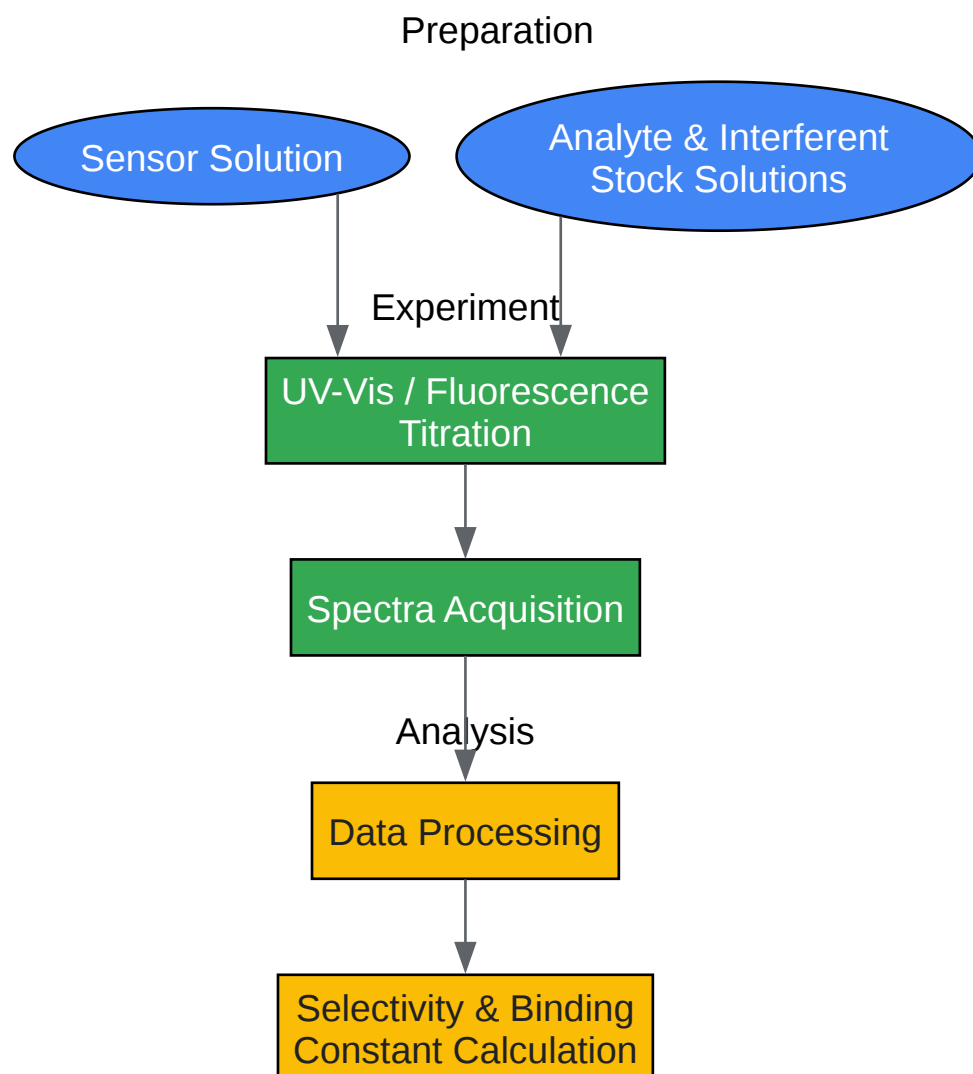 Preparation
Sensor Solution
Analyte & Interferent
Stock Solutions
Experiment
UV-Vis / Fluorescence
Titration
Spectra Acquisition
Analysis
Data Processing
Selectivity & Binding
Constant Calculation